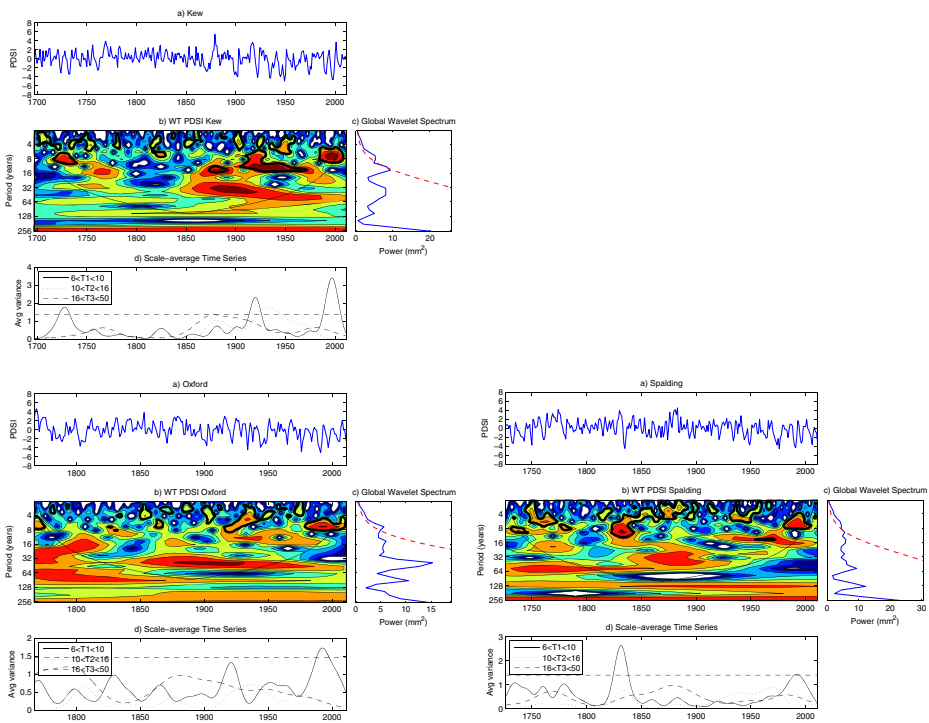 a) Kew
8
6
4
2
0
−2
−4
−6
−8
PDSI
1700 1750 1800 1850 1900 1950 2000
b) WT PDSI Kew
c) Global Wavelet Spectrum
4
8
16
32
64
128
256
Period (years)
1700 1750 1800 1850 1900 1950 2000
0 10 20
Power (mm²)
d) Scale−average Time Series
4
3
2
1
0
Avg variance
6<T1<10
10<T2<16
16<T3<50
1700 1750 1800 1850 1900 1950 2000
a) Oxford
8
6
4
2
0
−2
−4
−6
−8
PDSI
1800 1850 1900 1950 2000
b) WT PDSI Oxford
c) Global Wavelet Spectrum
4
8
16
32
64
128
256
Period (years)
1800 1850 1900 1950 2000
0 5 10 15
Power (mm²)
d) Scale−average Time Series
2
1.5
1
0.5
0
Avg variance
6<T1<10
10<T2<16
16<T3<50
1800 1850 1900 1950 2000
a) Spalding
8
6
4
2
0
−2
−4
−6
−8
PDSI
1750 1800 1850 1900 1950 2000
b) WT PDSI Spalding
c) Global Wavelet Spectrum
4
8
16
32
64
128
256
Period (years)
1750 1800 1850 1900 1950 2000
0 10 20 30
Power (mm²)
d) Scale−average Time Series
3
2
1
0
Avg variance
6<T1<10
10<T2<16
16<T3<50
1750 1800 1850 1900 1950 2000